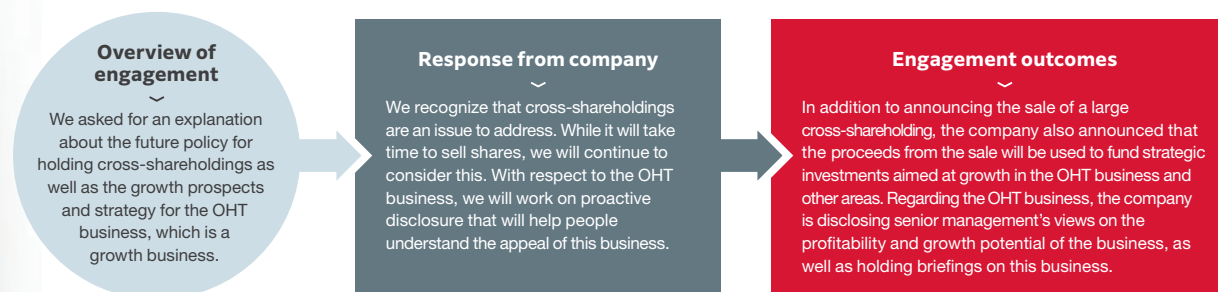 Overview of
engagement
We asked for an explanation
about the future policy for
holding cross-shareholdings as
well as the growth prospects
and strategy for the OHT
business, which is a
growth business.
Response from company
We recognize that cross-shareholdings
are an issue to address. While it will take
time to sell shares, we will continue to
consider this. With respect to the OHT
business, we will work on proactive
disclosure that will help people
understand the appeal of this business.
Engagement outcomes
In addition to announcing the sale of a large
cross-shareholding, the company also announced that
the proceeds from the sale will be used to fund strategic
investments aimed at growth in the OHT business and
other areas. Regarding the OHT business, the company
is disclosing senior management’s views on the
profitability and growth potential of the business, as
well as holding briefings on this business.